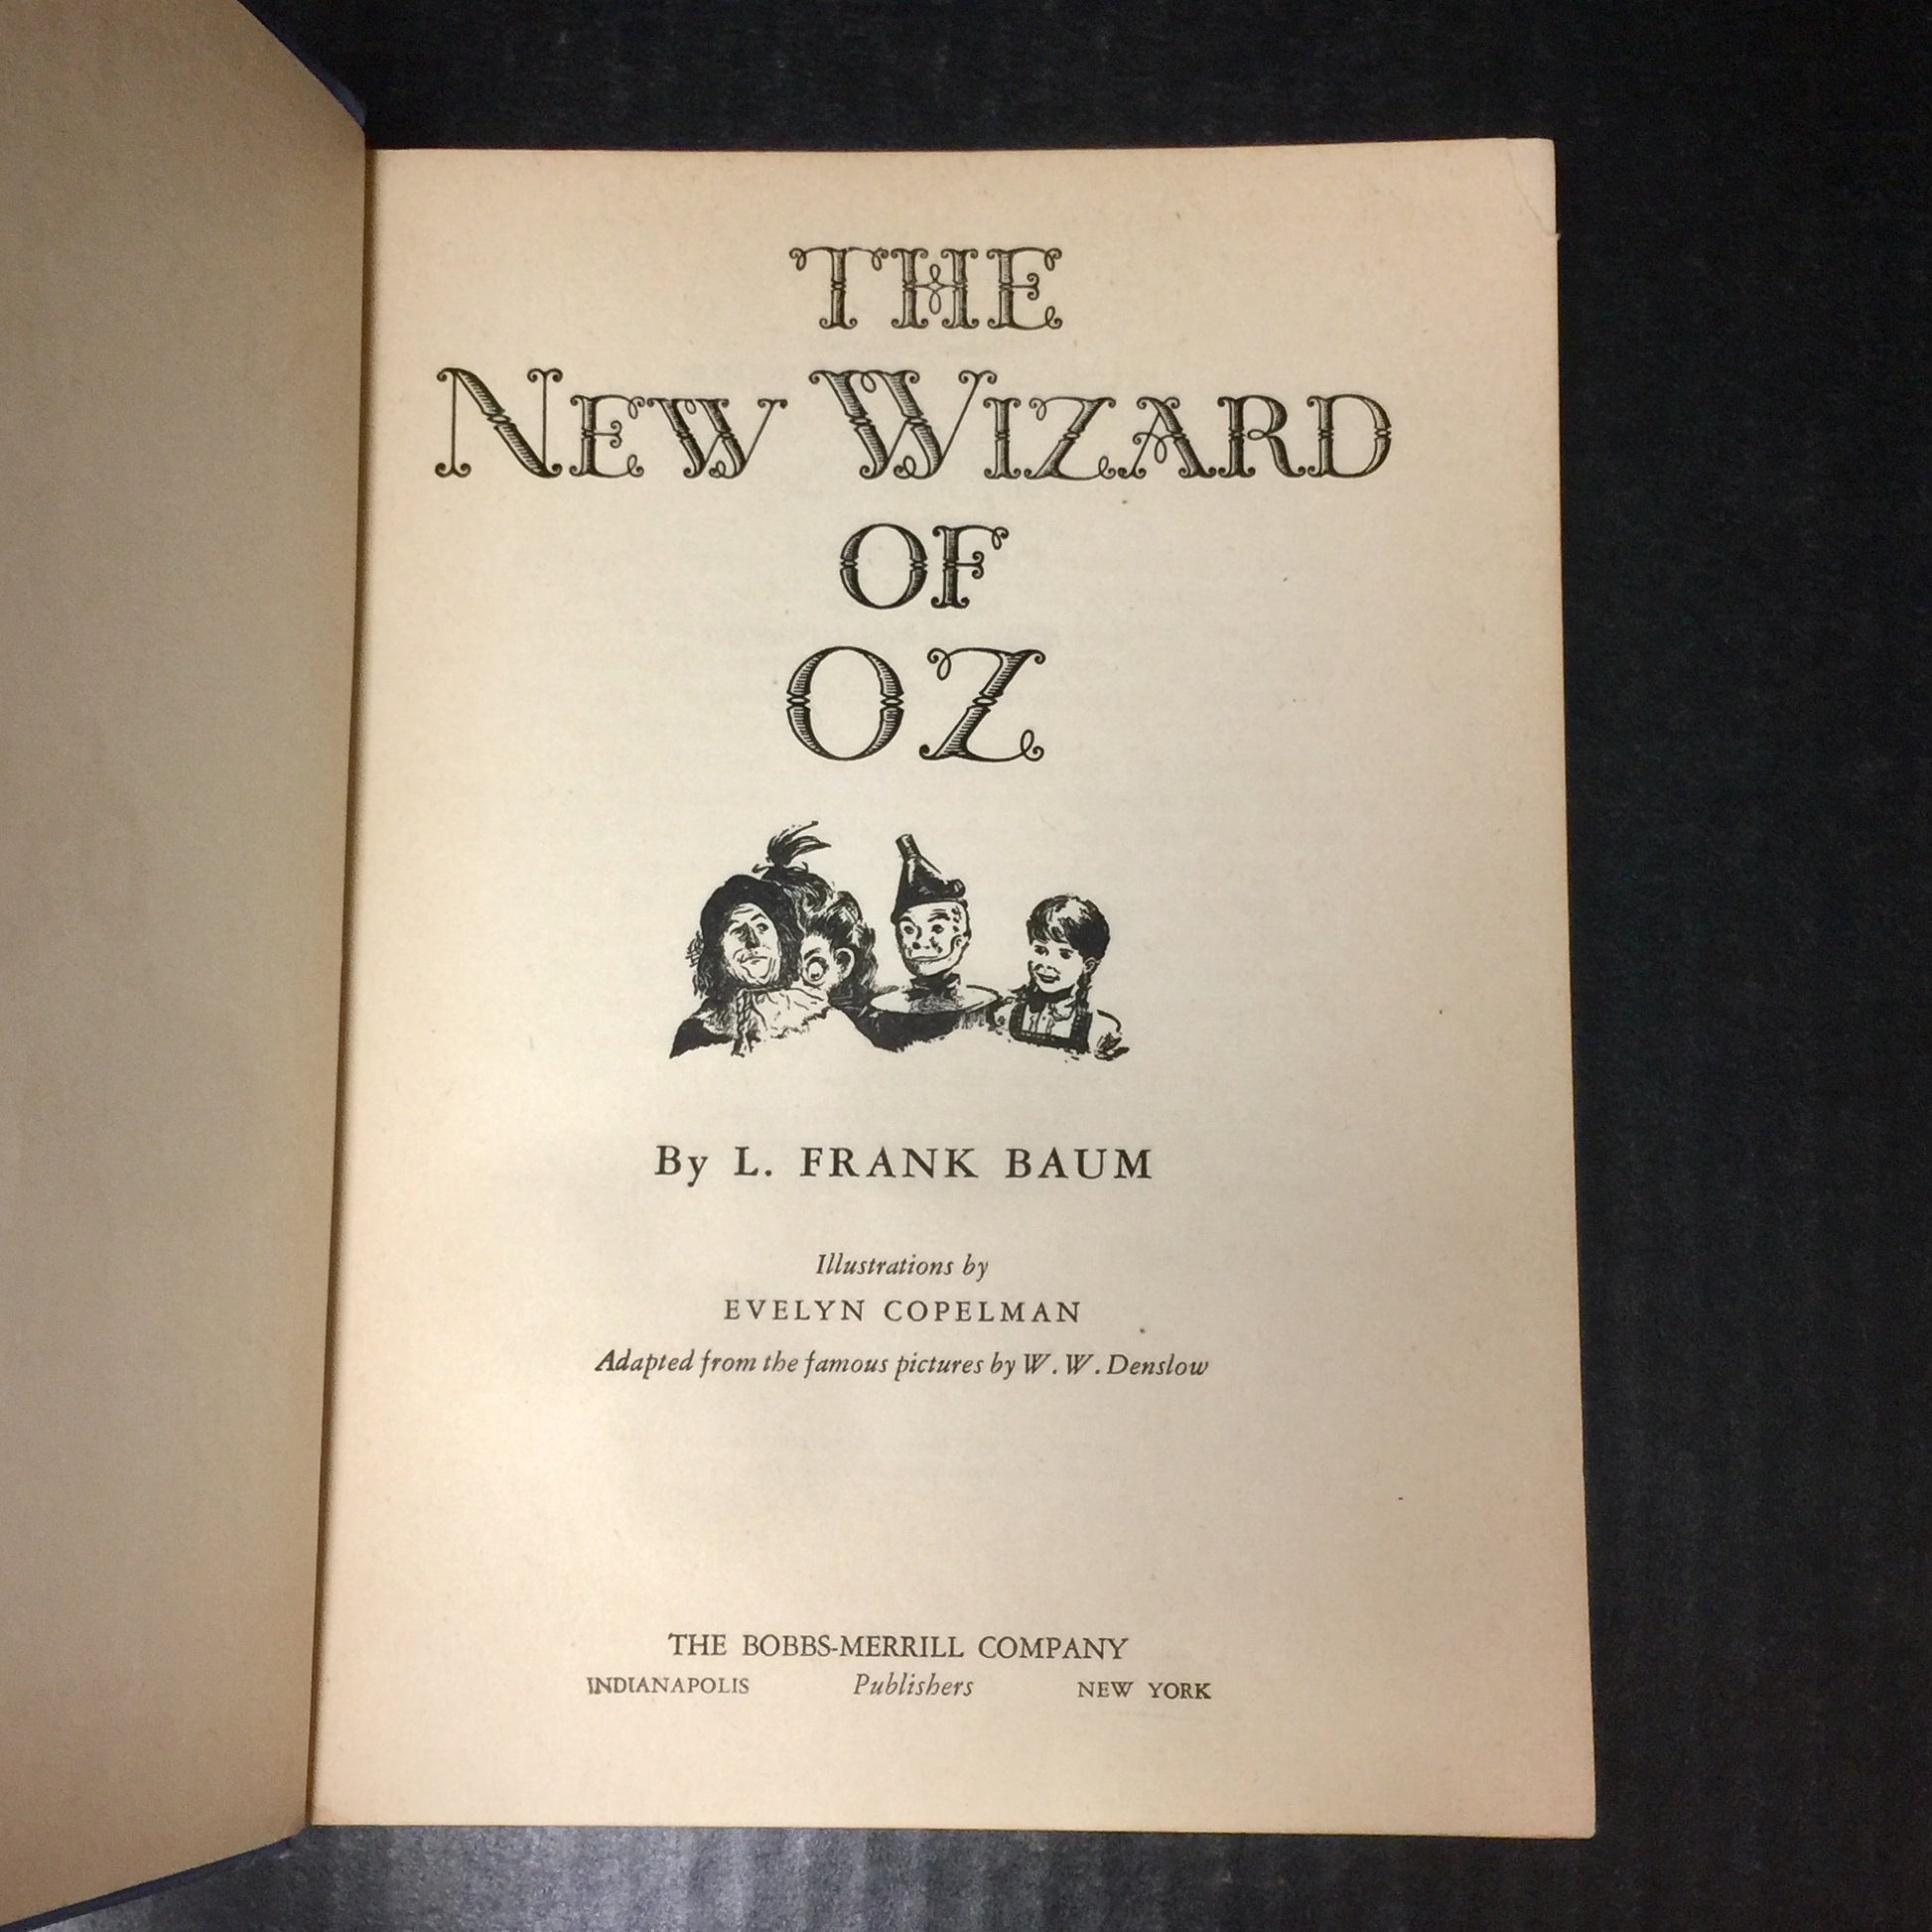 THE
NEW WIZARD
OF
OZ
By L. FRANK BAUM
Illustrations by
EVELYN COPELMAN
Adapted from the famous pictures by W. W. Denslow
THE BOBBS-MERRILL COMPANY
INDIANAPOLIS Publishers NEW YORK